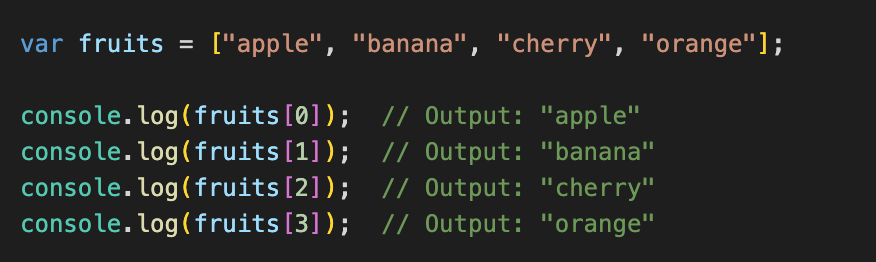 var fruits = ["apple", "banana", "cherry", "orange"];
console.log(fruits[0]);  // Output: "apple"
console.log(fruits[1]);  // Output: "banana"
console.log(fruits[2]);  // Output: "cherry"
console.log(fruits[3]);  // Output: "orange"